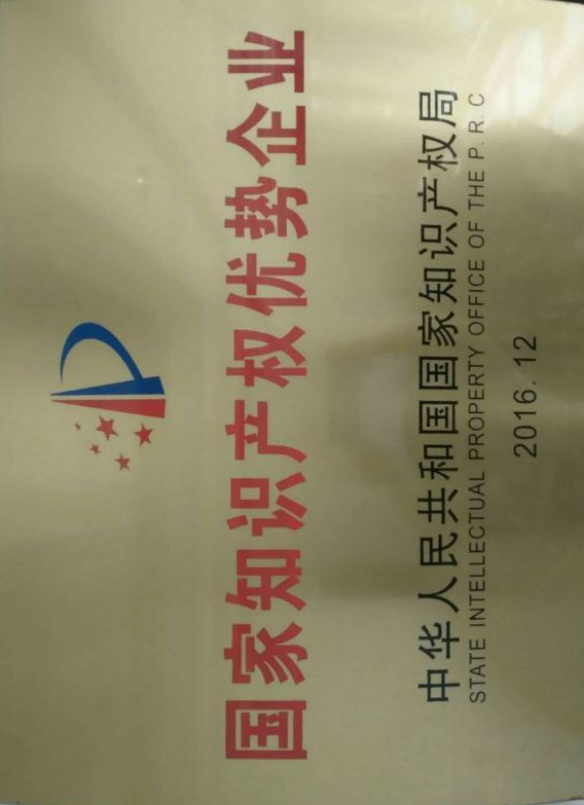 国家知识产权优势企业
中华人民共和国国家知识产权局
STATE INTELLECTUAL PROPERTY OFFICE OF THE P.R.C
2016.12